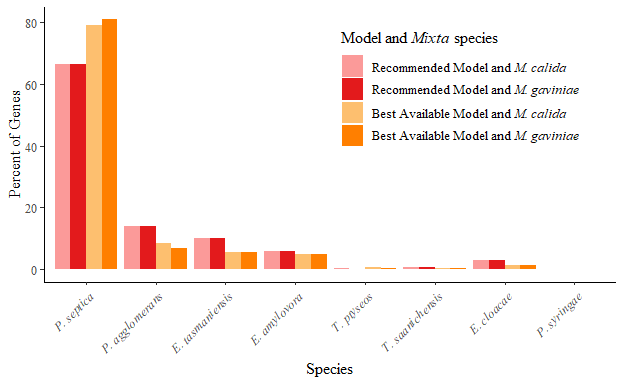 Model and Mixta species
Recommended Model and M. calida
Recommended Model and M. gaviniae
Best Available Model and M. calida
Best Available Model and M. gaviniae
Percent of Genes
80
60
40
20
0
P. septica
P. agglomerans
E. tasmaniensis
E. amylovora
T. ptyseos
T. saanichensis
E. cloacae
P. syringae
Species